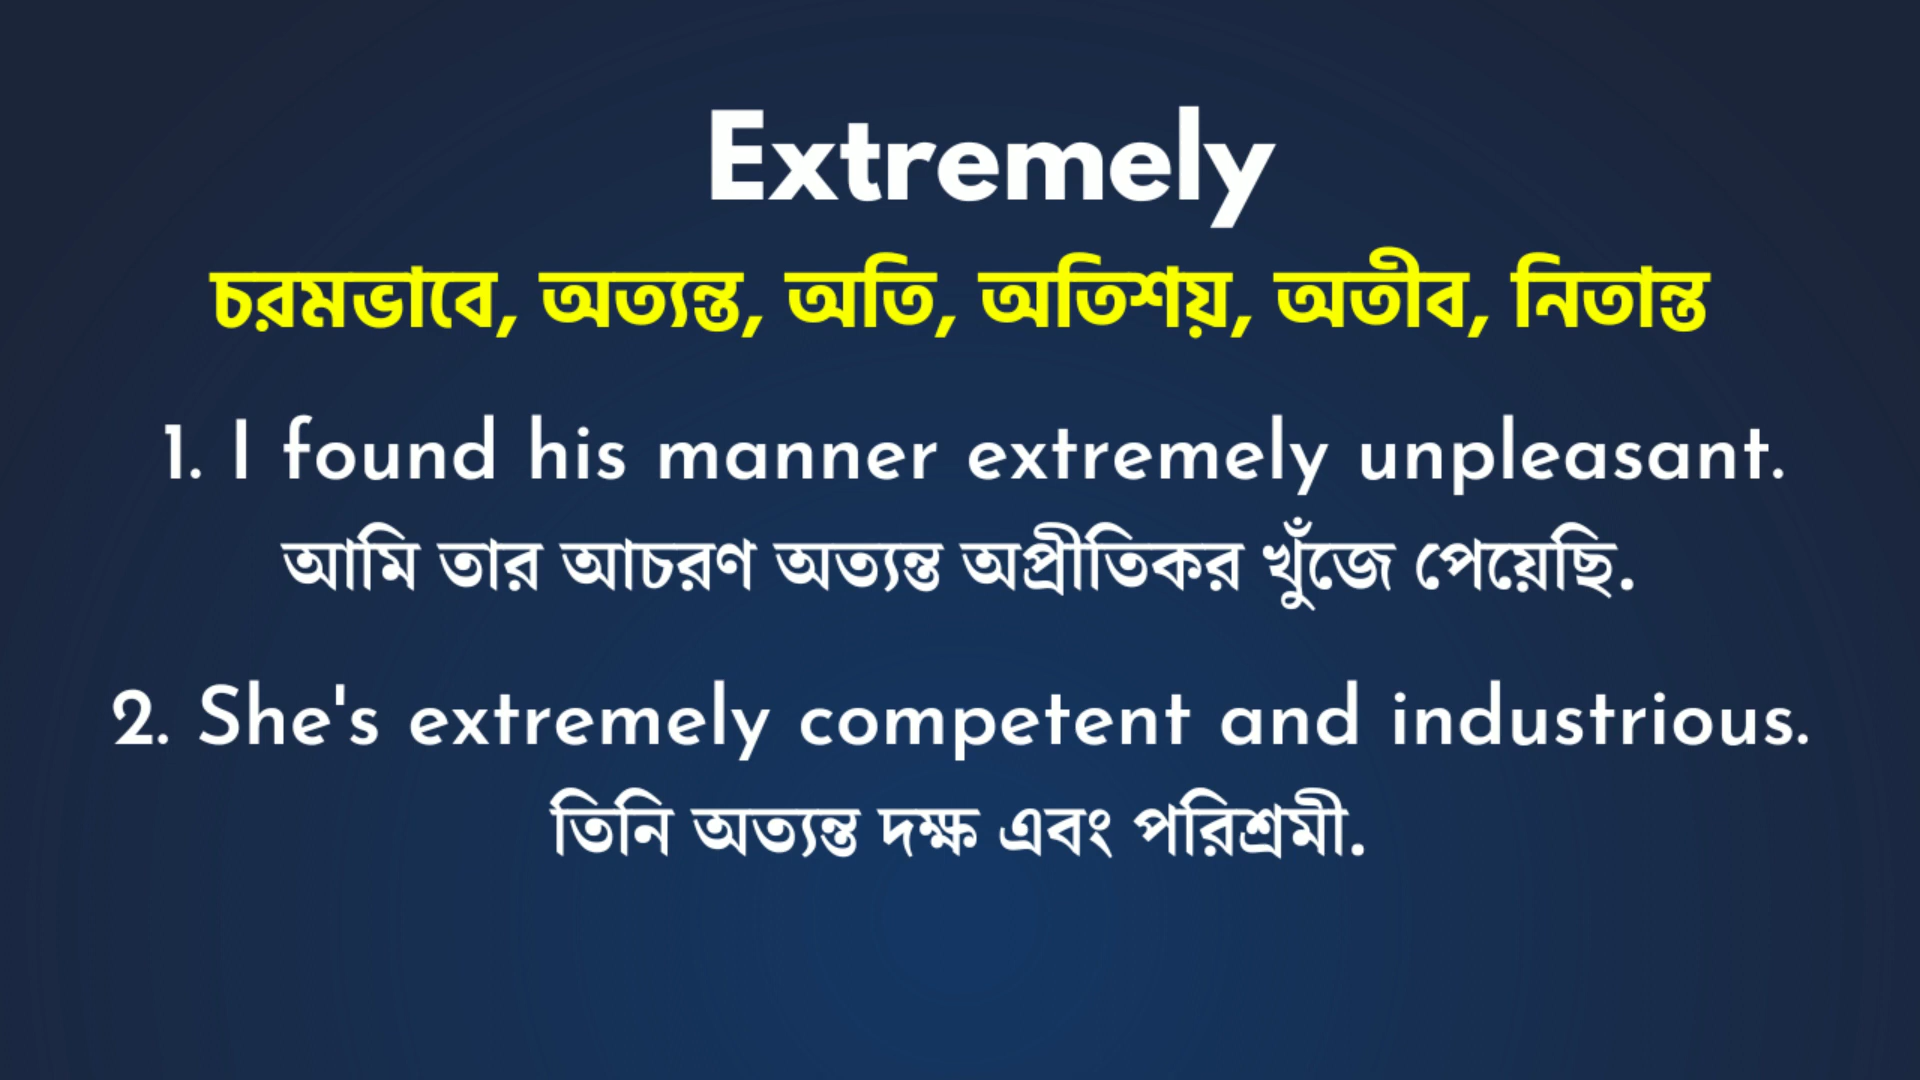 Extremely
চরমভাবে, অত্যন্ত, অতি, অতিশয়, অতীব, নিতান্ত
1. I found his manner extremely unpleasant.
আমি তার আচরণ অত্যন্ত অপ্রীতিকর খুঁজে পেয়েছি.
2. She's extremely competent and industrious.
তিনি অত্যন্ত দক্ষ এবং পরিশ্রমী.